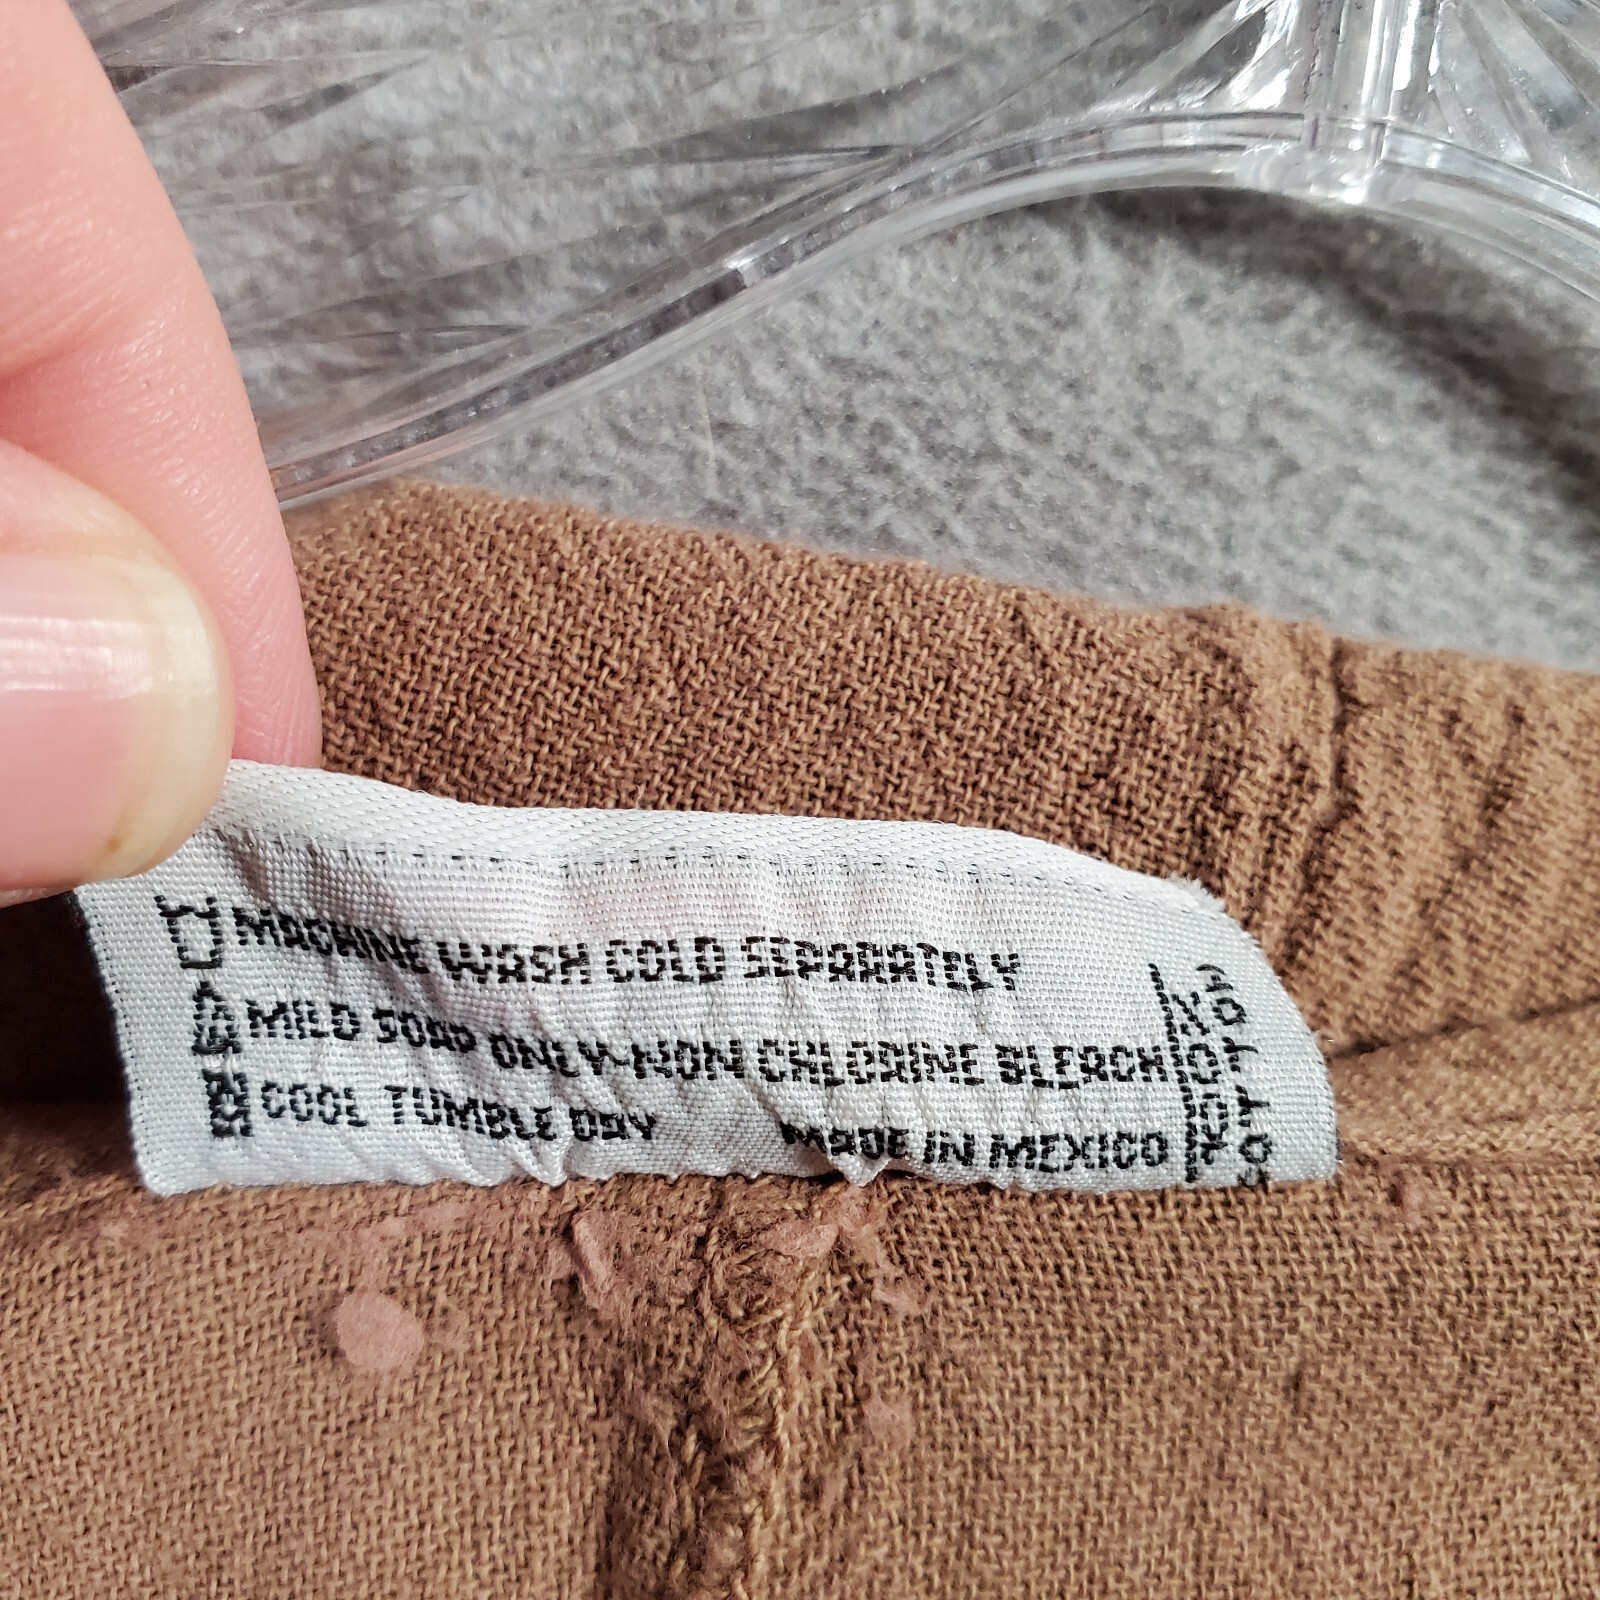 MACHINE WASH COLD SEPARATELY
MILD SOAP ONLY-NON CHLORINE BLEACH
COOL TUMBLE DRY
MADE IN MEXICO